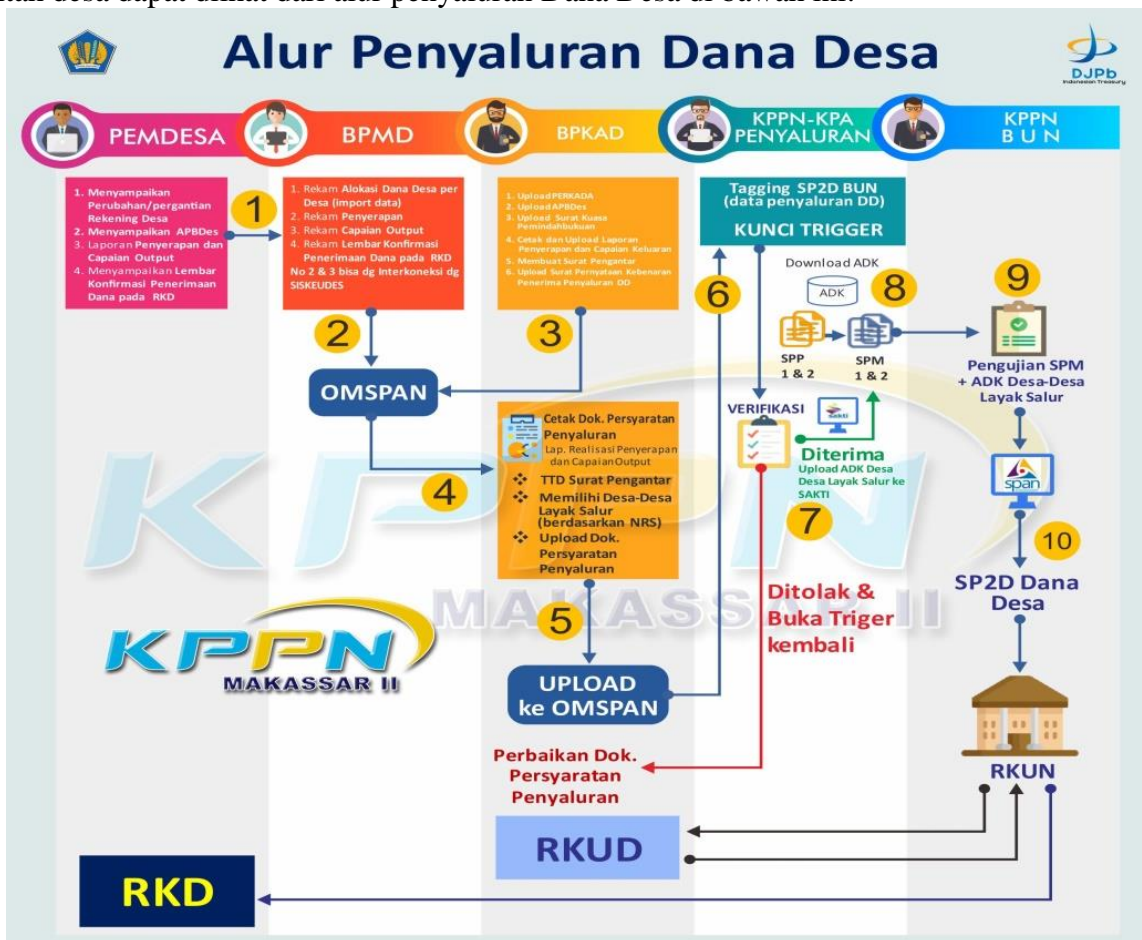 Alur Penyaluran Dana Desa
DJPb
Indonesian Treasury
PEMDESA
BPMD
BPKAD
KPPN-KPA
PENYALURAN
KPPN
BUN
1. Menyampaikan
Perubahan/pergantian
Rekening Desa
2. Menyampaikan APBDes
3. Laporan Penyerapan dan
Capaian Output
4. Menyampaikan Lembar
Konfirmasi Penerimaan
Dana pada RKD
1
1. Rekam Alokasi Dana Desa per
Desa (import data)
2. Rekam Penyerapan
3. Rekam Capaian Output
4. Rekam Lembar Konfirmasi
Penerimaan Dana pada RKD
No 2 & 3 bisa dg Interkoneksi dg
SISKEUDES
2
OMSPAN
1. Upload PERKADA
2. Upload APBDes
3. Upload Surat Kuasa
Pemindahbukuan
4. Cetak dan Upload Laporan
Penyerapan dan Capaian Keluaran
5. Membuat Surat Pengantar
6. Upload Surat Pernyataan Kebenaran
Penerima Penyaluran DD
3
4
Cetak Dok. Persyaratan
Penyaluran
Lap. Realisasi Penyerapan
dan Capaian Output
❖ TTD Surat Pengantar
❖ Memilihi Desa-Desa
Layak Salur
(berdasarkan NRS)
❖ Upload Dok.
Persyaratan
Penyaluran
5
UPLOAD
ke OMSPAN
6
Tagging SP2D BUN
(data penyaluran DD)
KUNCI TRIGGER
Download ADK
ADK
8
SPP
1 & 2
SPM
1 & 2
VERIFIKASI
sakti
Diterima
Upload ADK Desa
Desa Layak Salur ke
SAKTI
7
Ditolak &
Buka Triger
kembali
Perbaikan Dok.
Persyaratan
Penyaluran
9
Pengujian SPM
+ ADK Desa-Desa
Layak Salur
span
10
SP2D Dana
Desa
RKUN
RKUD
RKD
KPPN
MAKASSAR II
KPPN
MAKASSAR II